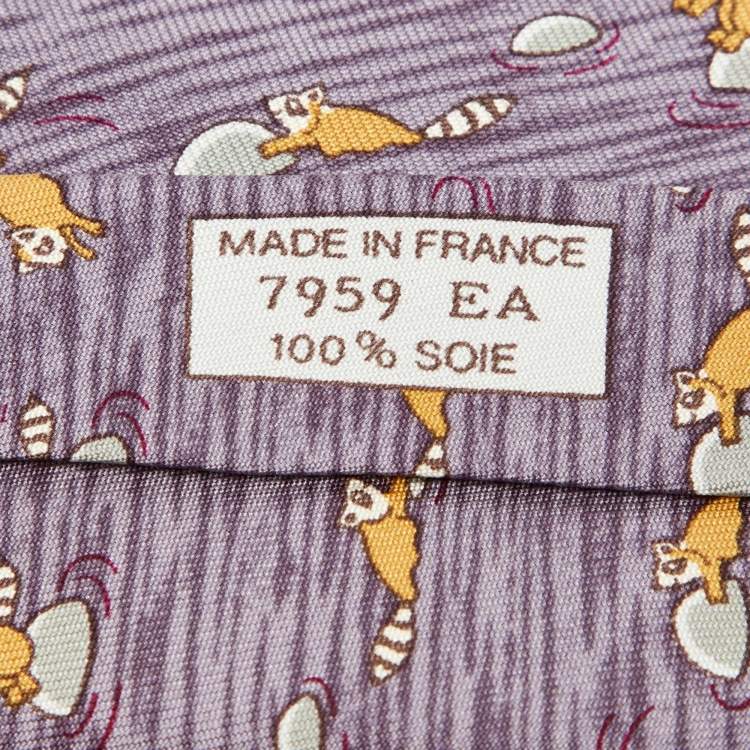 MADE IN FRANCE
7959 EA
100% SOIE